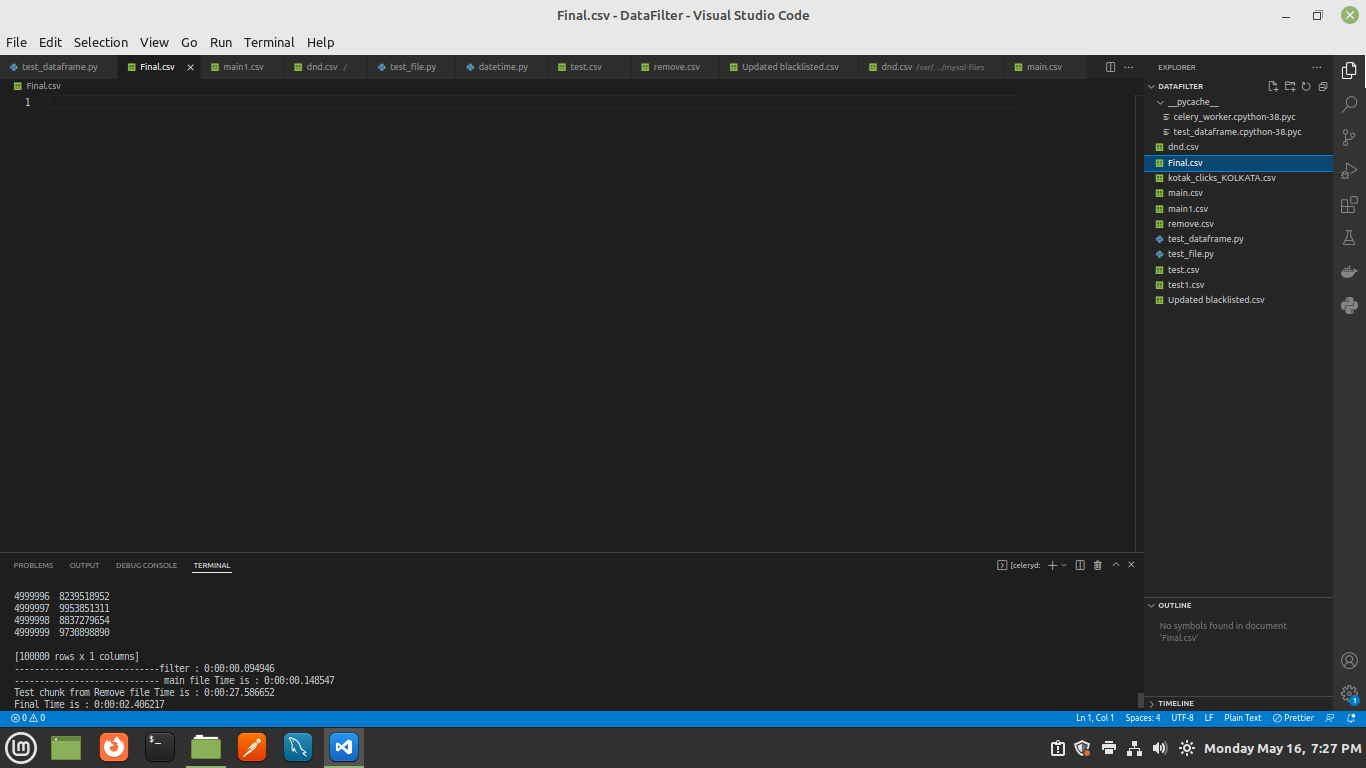 Final.csv - DataFilter - Visual Studio Code
File Edit Selection View Go Run Terminal Help
test_dataframe.py Final.csv main1.csv dnd.csv ./ test_file.py datetime.py test.csv remove.csv Updated blacklisted.csv dnd.csv /var/.../mysql-files main.csv
Final.csv
1
EXPLORER
DATAFILTER
__pycache__
celery_worker.cpython-38.pyc
test_dataframe.cpython-38.pyc
dnd.csv
Final.csv
kotak_clicks_KOLKATA.csv
main.csv
main1.csv
remove.csv
test_dataframe.py
test_file.py
test.csv
test1.csv
Updated blacklisted.csv
OUTLINE
No symbols found in document
'Final.csv'
TIMELINE
PROBLEMS OUTPUT DEBUG CONSOLE TERMINAL
[celeryd:
4999996 8239518952
4999997 9953851311
4999998 8837279654
4999999 9730898890
[100000 rows x 1 columns]
-----------------------------filter : 0:00:00.094946
----------------------------- main file Time is : 0:00:00.148547
Test chunk from Remove file Time is : 0:00:27.586652
Final Time is : 0:00:02.406217
0 0
Ln 1, Col 1 Spaces: 4 UTF-8 LF Plain Text Prettier
1
$_
Monday May 16, 7:27 PM